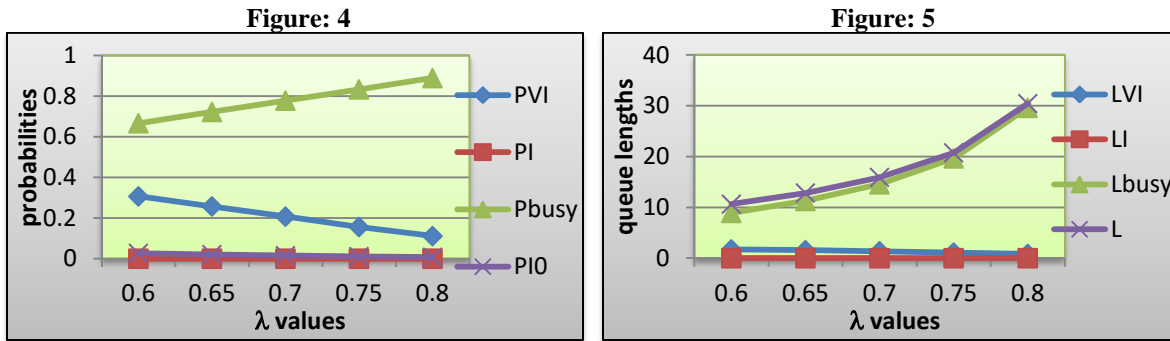 Figure: 4
1
0.8
0.6
0.4
0.2
0
probabilities
0.6 0.65 0.7 0.75 0.8
λ values
PVI
PI
Pbusy
PI0
Figure: 5
40
30
20
10
0
queue lengths
0.6 0.65 0.7 0.75 0.8
λ values
LVI
LI
Lbusy
L